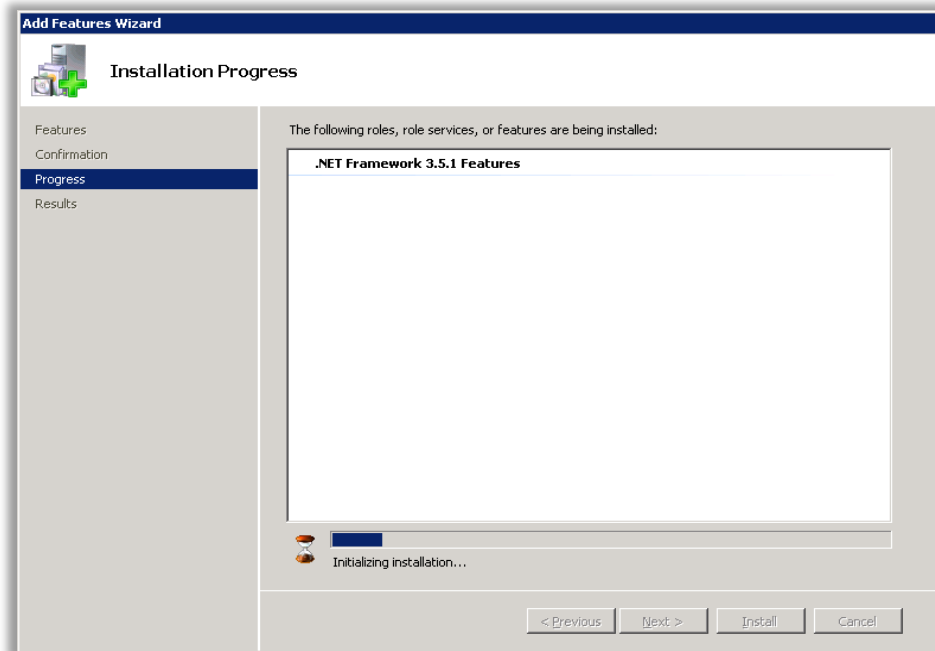 Add Features Wizard
Installation Progress
Features
Confirmation
Progress
Results
The following roles, role services, or features are being installed:
.NET Framework 3.5.1 Features
Initializing installation...
< Previous
Next >
Install
Cancel